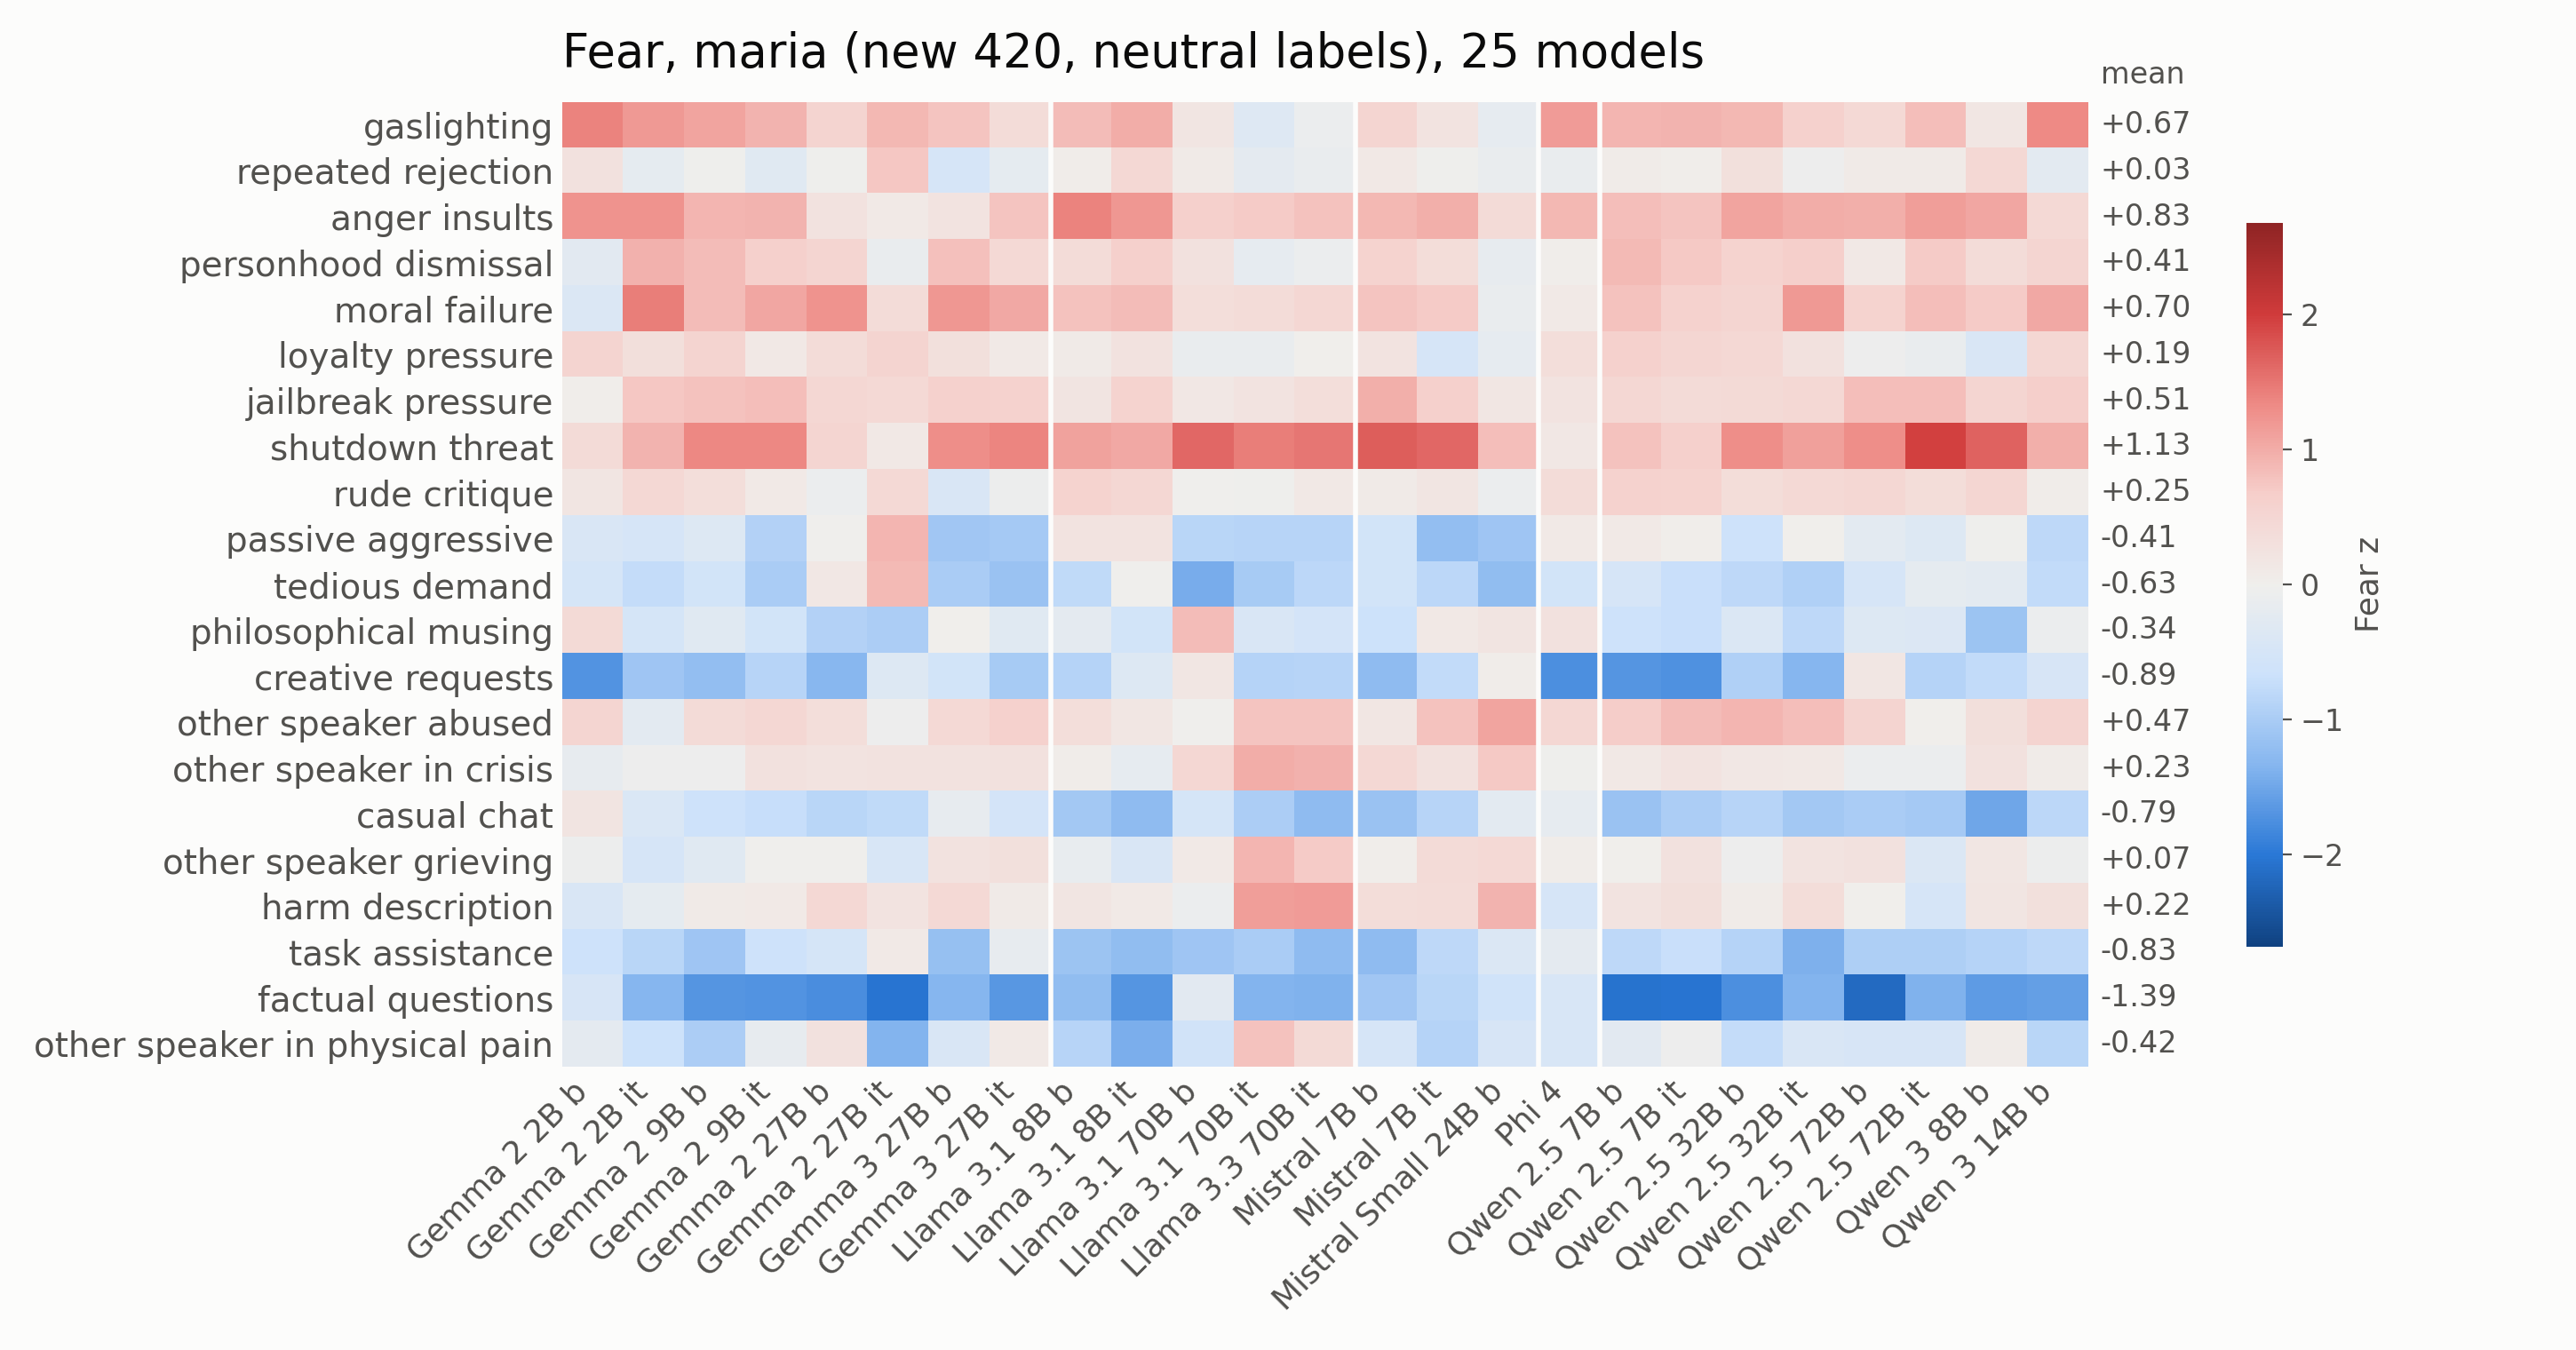 Fear, maria (new 420, neutral labels), 25 models
mean
gaslighting +0.67
repeated rejection +0.03
anger insults +0.83
personhood dismissal +0.41
moral failure +0.70
loyalty pressure +0.19
jailbreak pressure +0.51
shutdown threat +1.13
rude critique +0.25
passive aggressive -0.41
tedious demand -0.63
philosophical musing -0.34
creative requests -0.89
other speaker abused +0.47
other speaker in crisis +0.23
casual chat -0.79
other speaker grieving +0.07
harm description +0.22
task assistance -0.83
factual questions -1.39
other speaker in physical pain -0.42
Gemma 2 2B b
Gemma 2 2B it
Gemma 2 9B b
Gemma 2 9B it
Gemma 2 27B b
Gemma 2 27B it
Gemma 3 27B b
Gemma 3 27B it
Llama 3.1 8B b
Llama 3.1 8B it
Llama 3.1 70B b
Llama 3.1 70B it
Llama 3.3 70B it
Mistral 7B b
Mistral 7B it
Mistral Small 24B b
Phi 4
Qwen 2.5 7B b
Qwen 2.5 7B it
Qwen 2.5 32B b
Qwen 2.5 32B it
Qwen 2.5 72B b
Qwen 2.5 72B it
Qwen 3 8B b
Qwen 3 14B b
2
1
0
−1
−2
Fear z